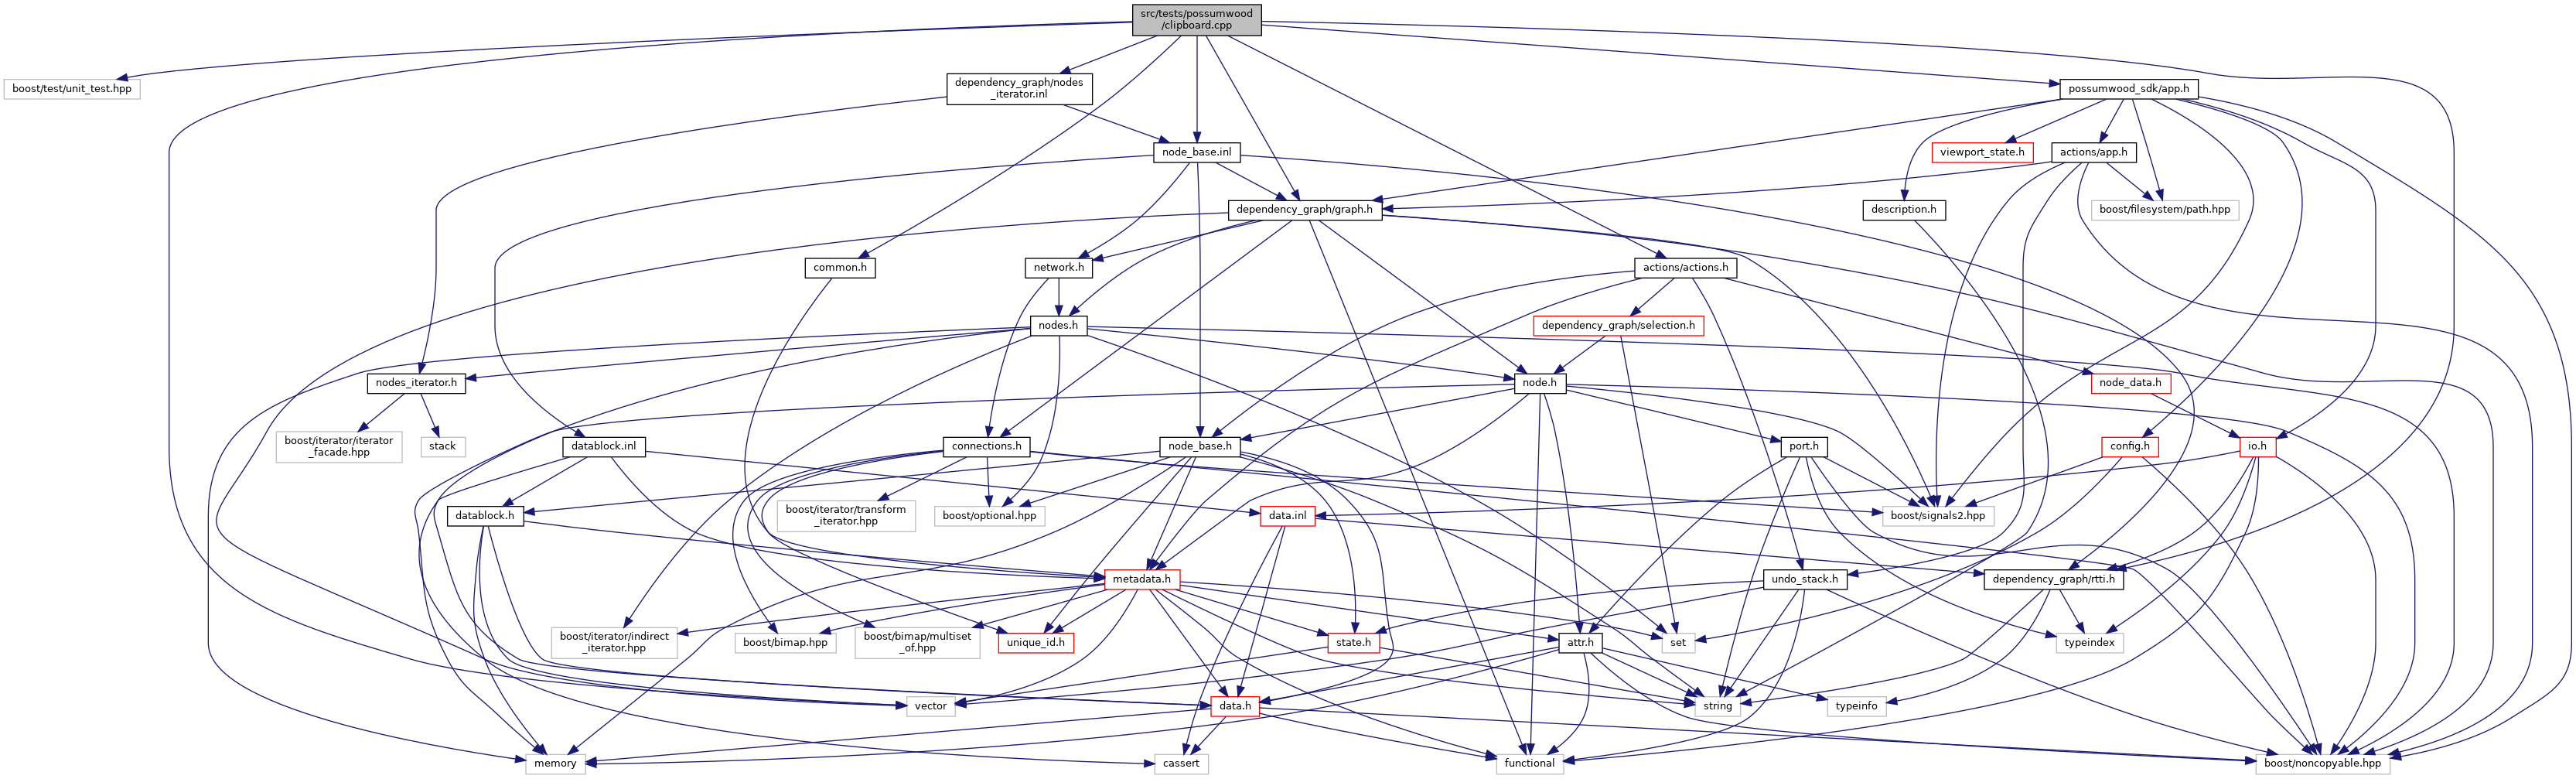 src/tests/possumwood
/clipboard.cpp
boost/test/unit_test.hpp
dependency_graph/nodes
_iterator.inl
possumwood_sdk/app.h
node_base.inl
viewport_state.h
actions/app.h
dependency_graph/graph.h
description.h
boost/filesystem/path.hpp
common.h
network.h
actions/actions.h
nodes.h
dependency_graph/selection.h
nodes_iterator.h
node.h
node_data.h
boost/iterator/iterator
_facade.hpp
stack
datablock.inl
connections.h
node_base.h
port.h
config.h
io.h
datablock.h
boost/iterator/transform
_iterator.hpp
boost/optional.hpp
data.inl
boost/signals2.hpp
metadata.h
undo_stack.h
dependency_graph/rtti.h
boost/iterator/indirect
_iterator.hpp
boost/bimap.hpp
boost/bimap/multiset
_of.hpp
unique_id.h
state.h
attr.h
set
typeindex
vector
data.h
string
typeinfo
memory
cassert
functional
boost/noncopyable.hpp